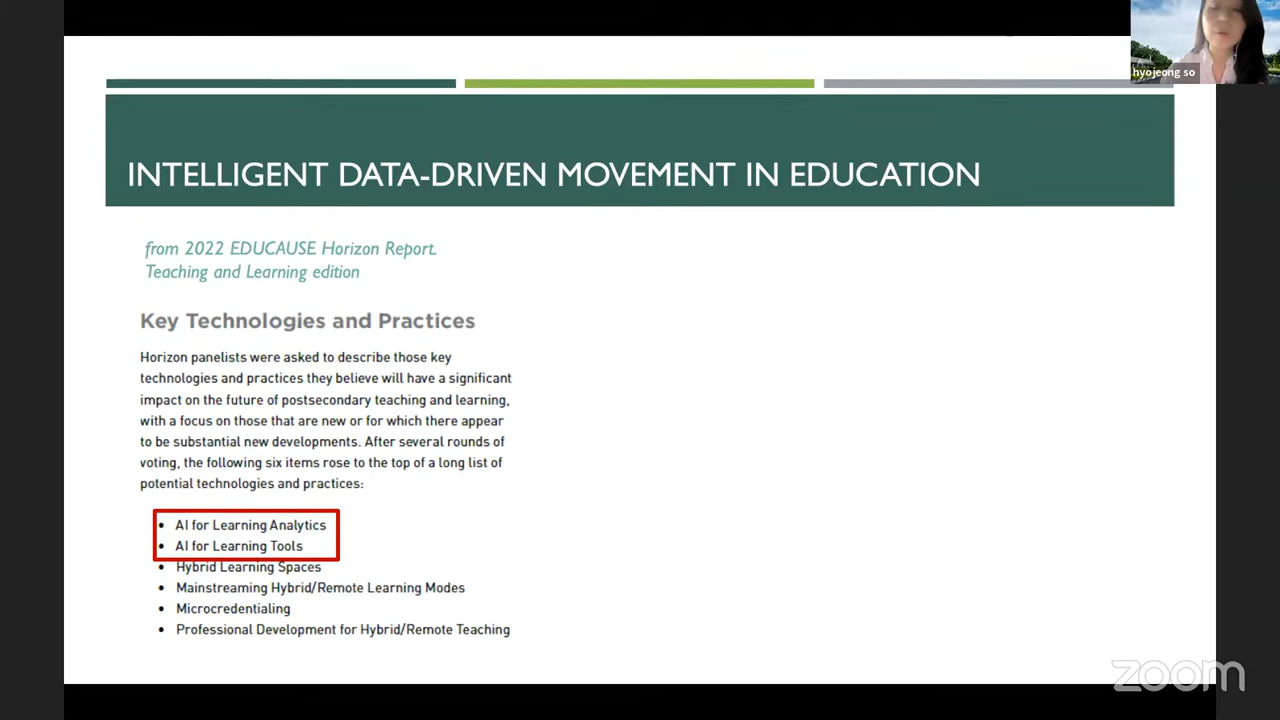 hyojeong so
INTELLIGENT DATA-DRIVEN MOVEMENT IN EDUCATION
from 2022 EDUCAUSE Horizon Report.
Teaching and Learning edition
Key Technologies and Practices
Horizon panelists were asked to describe those key
technologies and practices they believe will have a significant
impact on the future of postsecondary teaching and learning,
with a focus on those that are new or for which there appear
to be substantial new developments. After several rounds of
voting, the following six items rose to the top of a long list of
potential technologies and practices:
• AI for Learning Analytics
• AI for Learning Tools
• Hybrid Learning Spaces
• Mainstreaming Hybrid/Remote Learning Modes
• Microcredentialing
• Professional Development for Hybrid/Remote Teaching
zoom